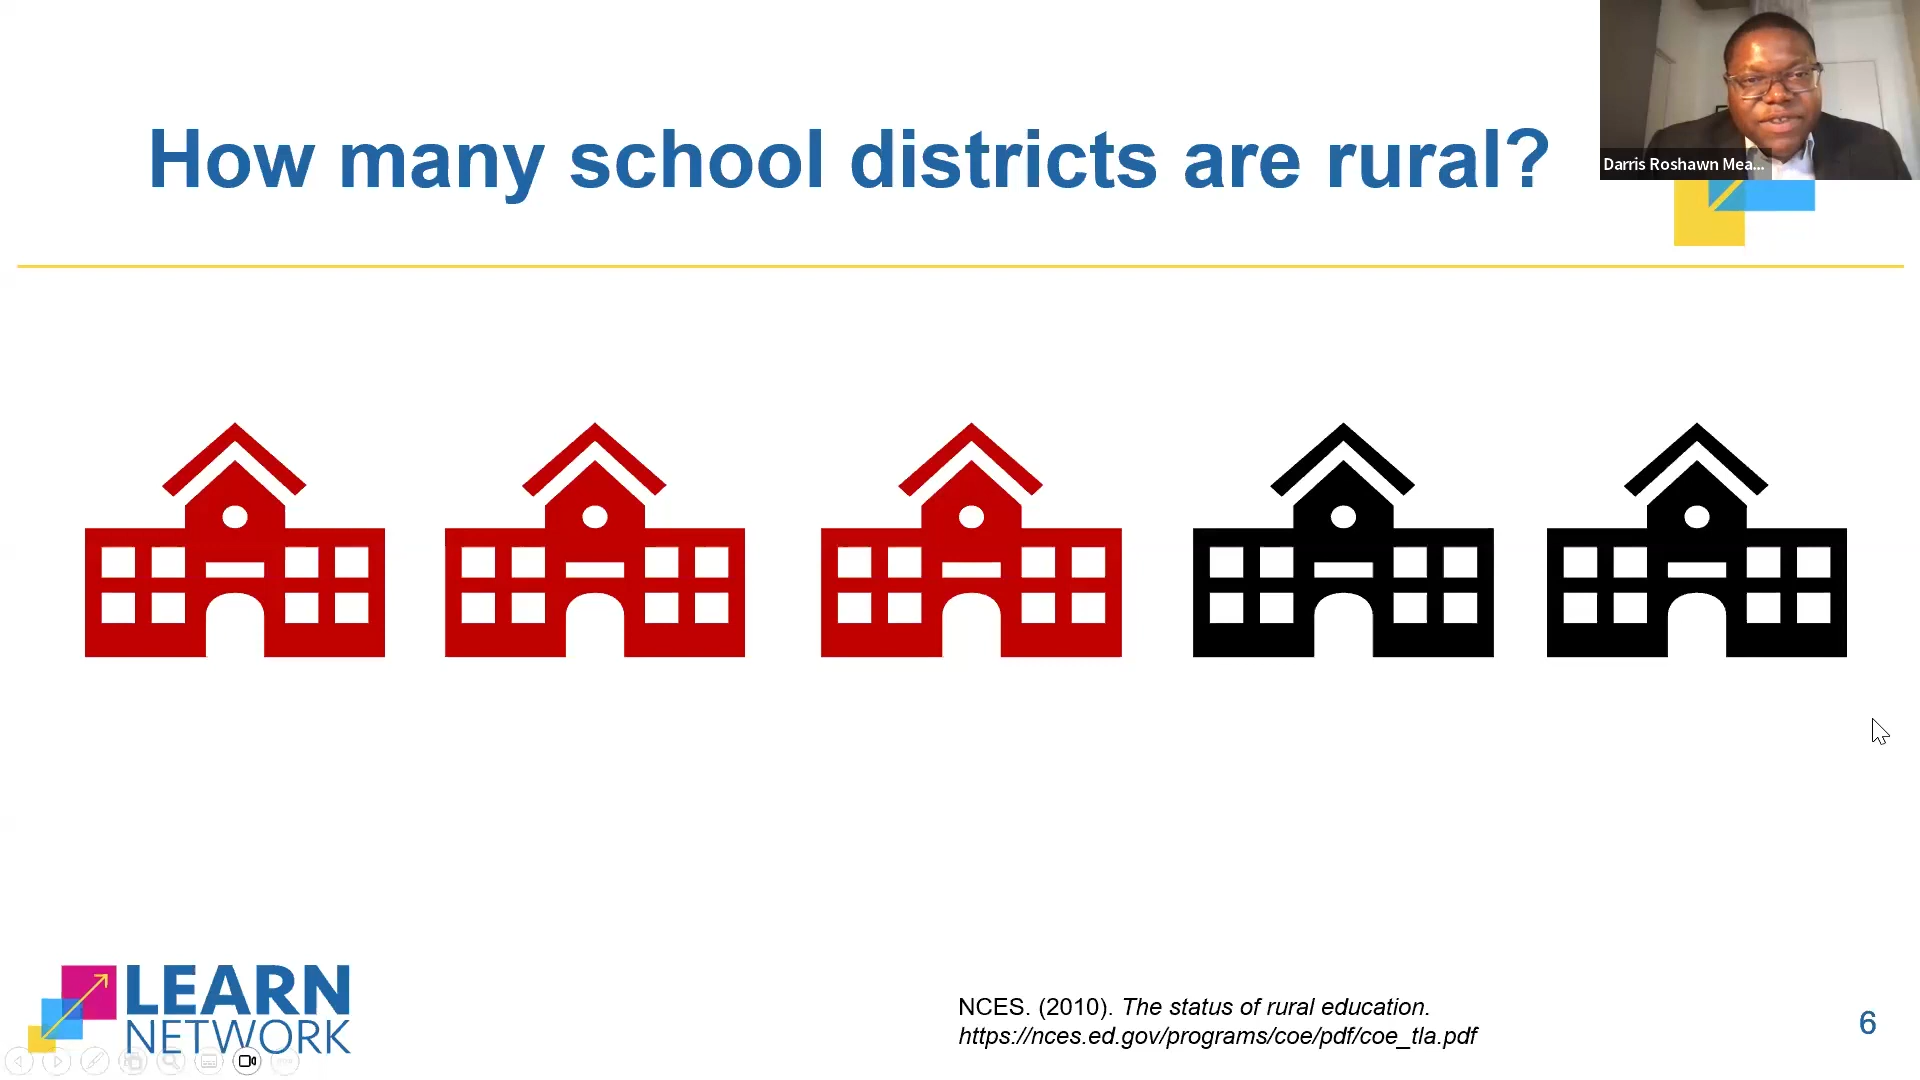 How many school districts are rural?
Darris Roshawn Mea...
LEARN
NETWORK
NCES. (2010). The status of rural education.
https://nces.ed.gov/programs/coe/pdf/coe_tla.pdf
6